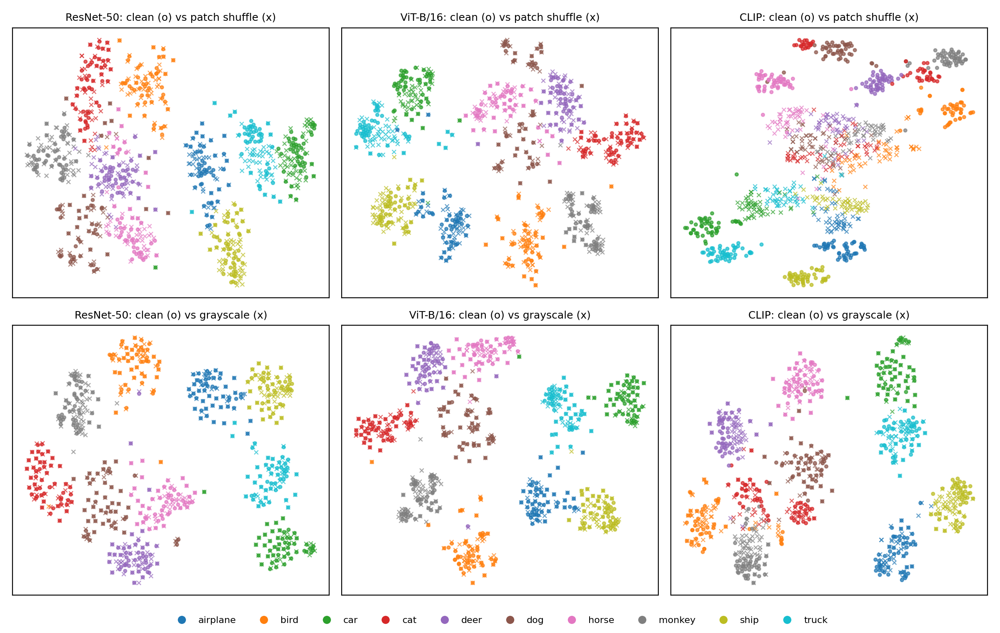 ResNet-50: clean (o) vs patch shuffle (x)
ViT-B/16: clean (o) vs patch shuffle (x)
CLIP: clean (o) vs patch shuffle (x)
ResNet-50: clean (o) vs grayscale (x)
ViT-B/16: clean (o) vs grayscale (x)
CLIP: clean (o) vs grayscale (x)
airplane bird car cat deer dog horse monkey ship truck